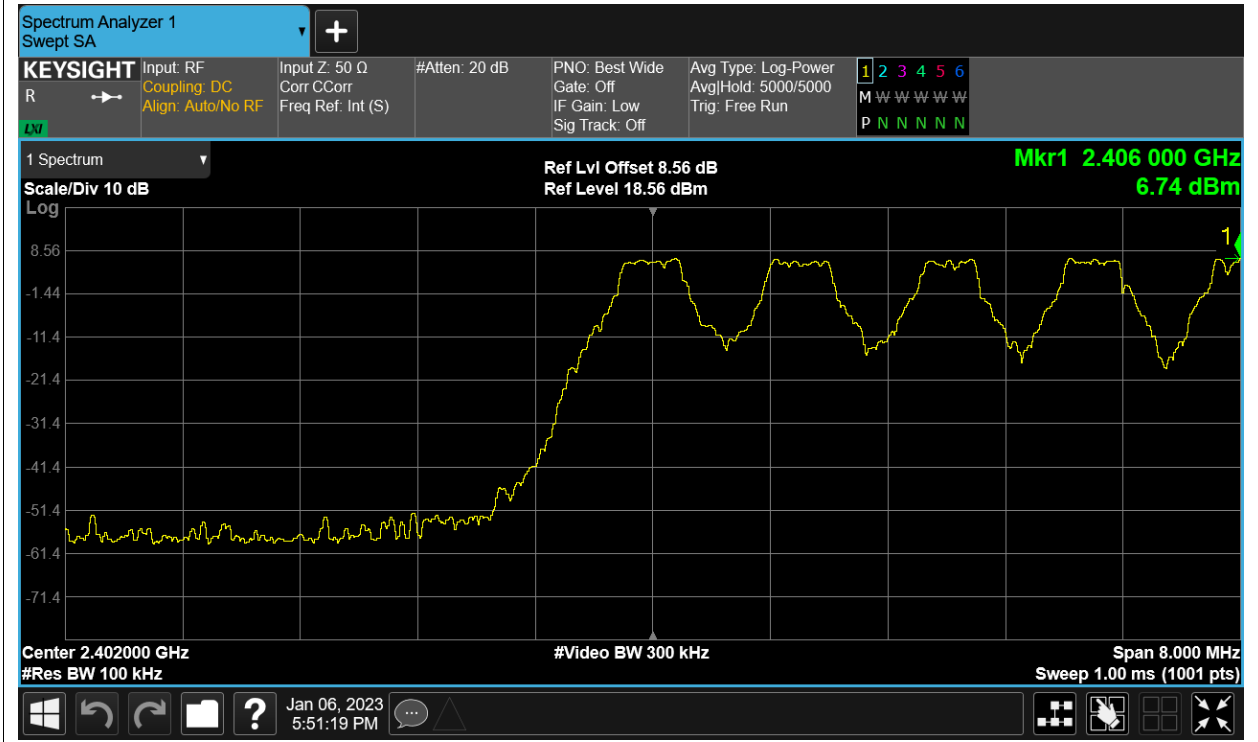 Spectrum Analyzer 1
Swept SA
+
KEYSIGHT
R
LXI
Input: RF
Coupling: DC
Align: Auto/No RF
Input Z: 50 Ω
Corr CCorr
Freq Ref: Int (S)
#Atten: 20 dB
PNO: Best Wide
Gate: Off
IF Gain: Low
Sig Track: Off
Avg Type: Log-Power
Avg|Hold: 5000/5000
Trig: Free Run
1 2 3 4 5 6
M W W W W W W
P N N N N N N
1 Spectrum
Scale/Div 10 dB
Log
Ref Lvl Offset 8.56 dB
Ref Level 18.56 dBm
Mkr1 2.406 000 GHz
6.74 dBm
1
8.56
-1.44
-11.4
-21.4
-31.4
-41.4
-51.4
-61.4
-71.4
Center 2.402000 GHz
#Video BW 300 kHz
Span 8.000 MHz
#Res BW 100 kHz
Sweep 1.00 ms (1001 pts)
?
Jan 06, 2023
5:51:19 PM